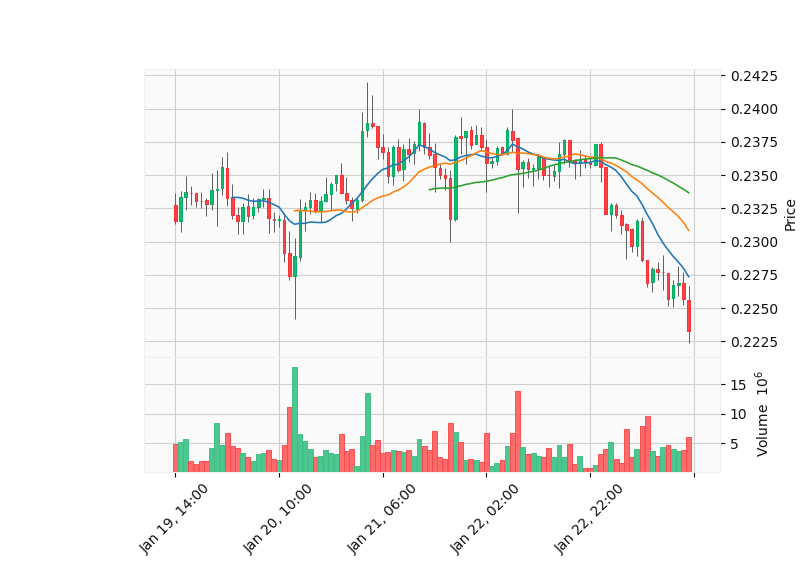 0.2425
0.2400
0.2375
0.2350
0.2325
0.2300
0.2275
0.2250
0.2225
Price
15
10
5
Volume 10^6
Jan 19, 14:00
Jan 20, 10:00
Jan 21, 06:00
Jan 22, 02:00
Jan 22, 22:00